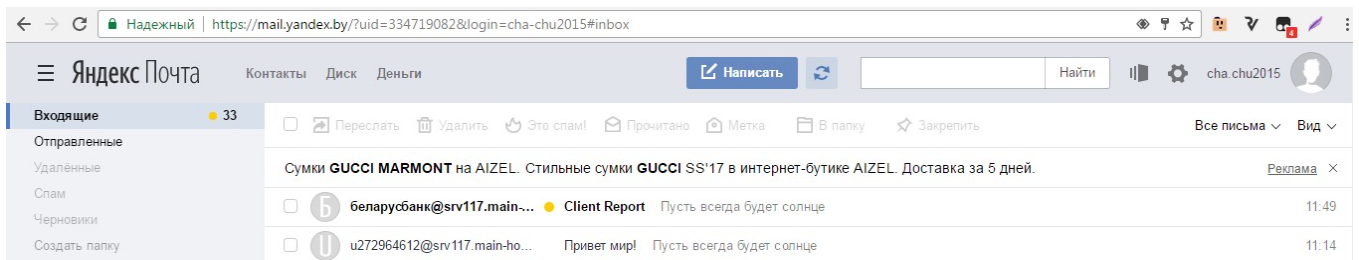 Надежный | https://mail.yandex.by/?uid=334719082&login=cha-chu2015#inbox 4
Яндекс Почта Контакты Диск Деньги Написать Найти cha.chu2015
Входящие 33 Переслать Удалить Это спам! Прочитано Метка В папку Закрепить Все письма Вид
Отправленные
Удалённые Сумки GUCCI MARMONT на AIZEL. Стильные сумки GUCCI SS'17 в интернет-бутике AIZEL. Доставка за 5 дней. Реклама
Спам
Б беларусбанк@srv117.main-... Client Report Пусть всегда будет солнце 11:49
Черновики
Создать папку U u272964612@srv117.main-ho... Привет мир! Пусть всегда будет солнце 11:14